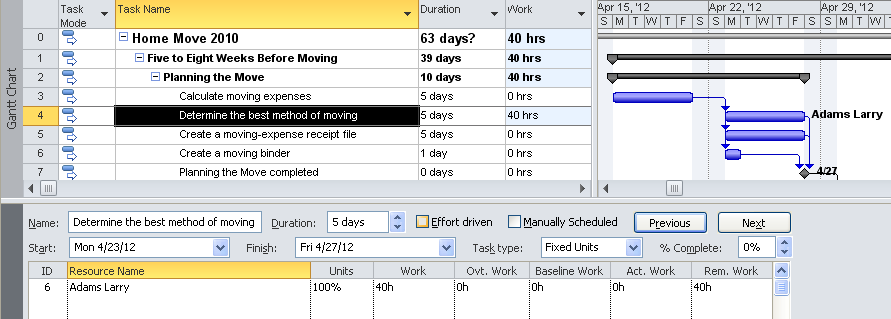 Task Mode Task Name Duration Work Apr 15, '12 Apr 22, '12 Apr 29, '12
S M T W T F S S M T W T F S S M T W
0 Home Move 2010 63 days? 40 hrs
1 Five to Eight Weeks Before Moving 39 days 40 hrs
2 Planning the Move 10 days 40 hrs
3 Calculate moving expenses 5 days 0 hrs
4 Determine the best method of moving 5 days 40 hrs Adams Larry
5 Create a moving-expense receipt file 5 days 0 hrs
6 Create a moving binder 1 day 0 hrs
7 Planning the Move completed 0 days 0 hrs 4/27
Gantt Chart
Name: Determine the best method of moving Duration: 5 days Effort driven Manually Scheduled Previous Next
Start: Mon 4/23/12 Finish: Fri 4/27/12 Task type: Fixed Units % Complete: 0%
ID Resource Name Units Work Ovt. Work Baseline Work Act. Work Rem. Work
6 Adams Larry 100% 40h 0h 0h 0h 40h